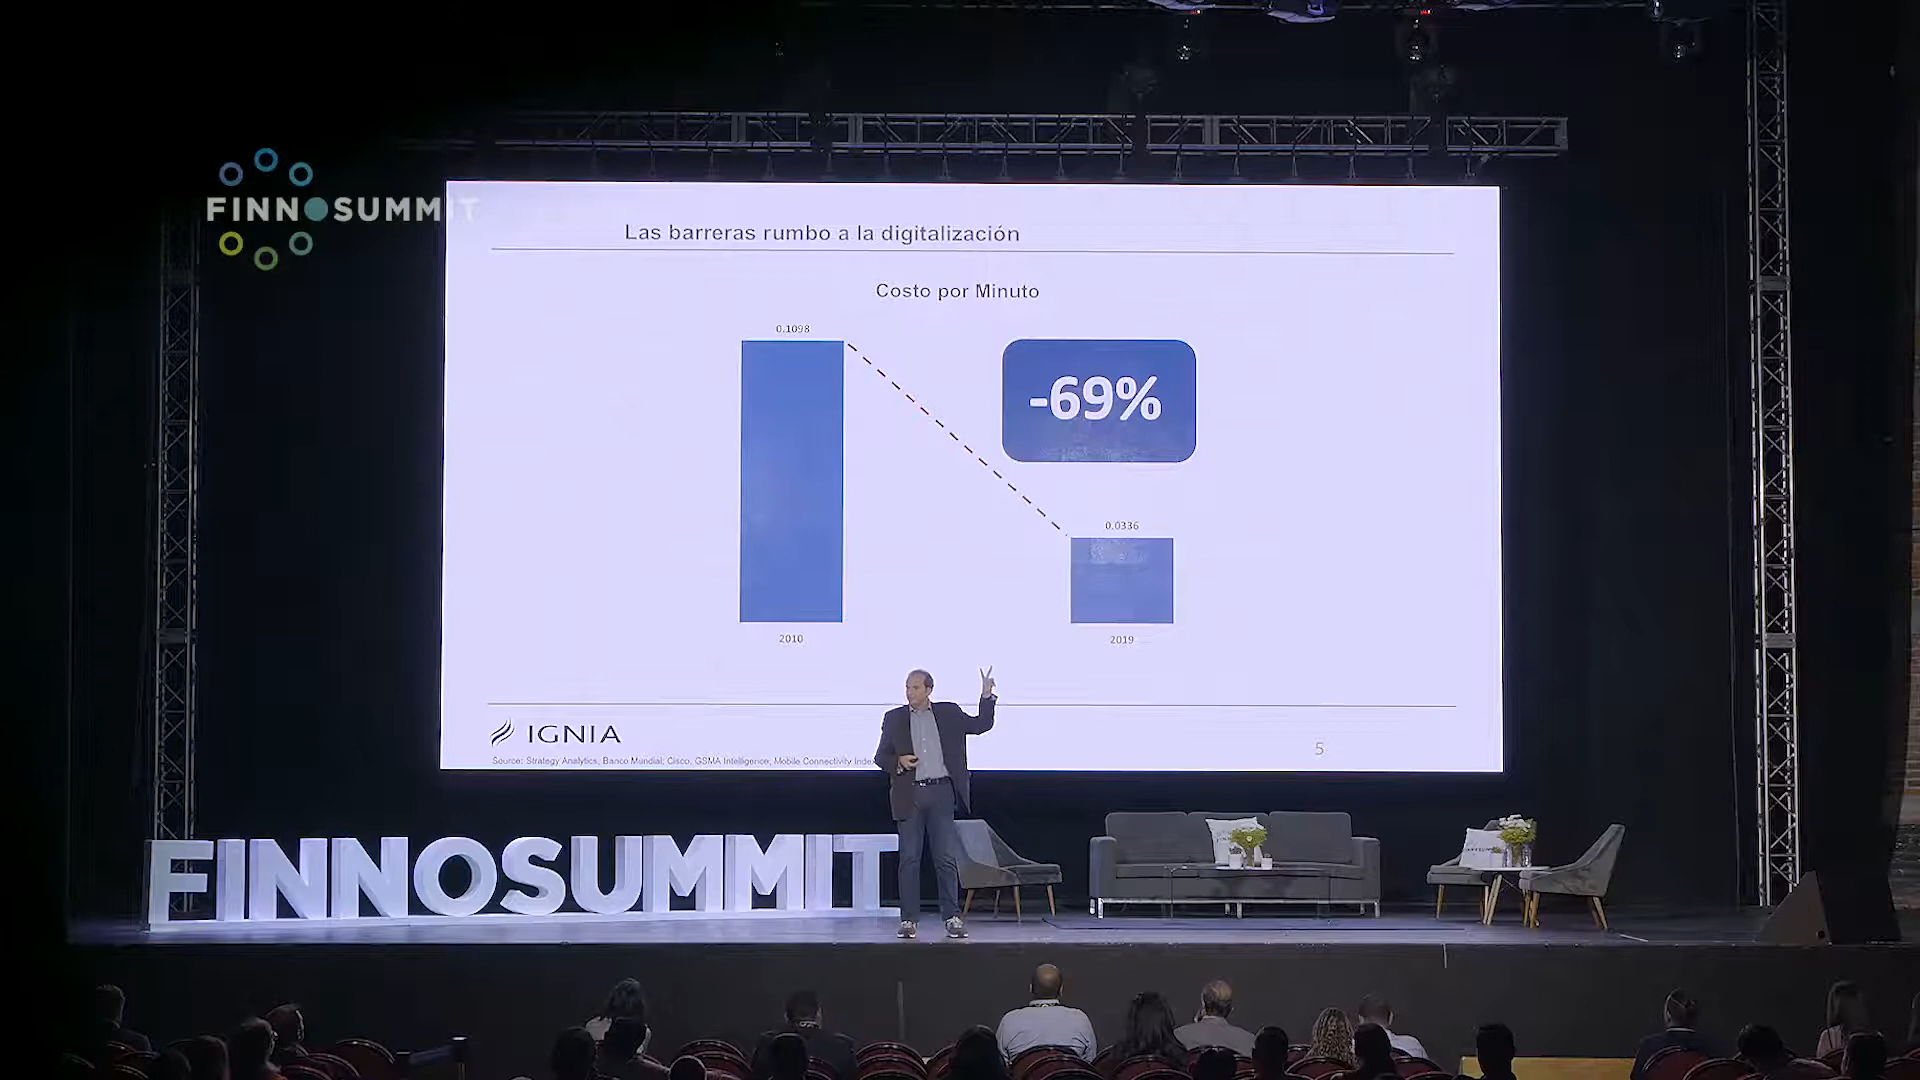 FINNOSUMMIT
Las barreras rumbo a la digitalización
Costo por Minuto
0.1098
-69%
0.0336
2010
2019
IGNIA
5
Source: Strategy Analytics, Banco Mundial, Cisco, GSMA Intelligence, Mobile Connectivity Index
FINNOSUMMIT